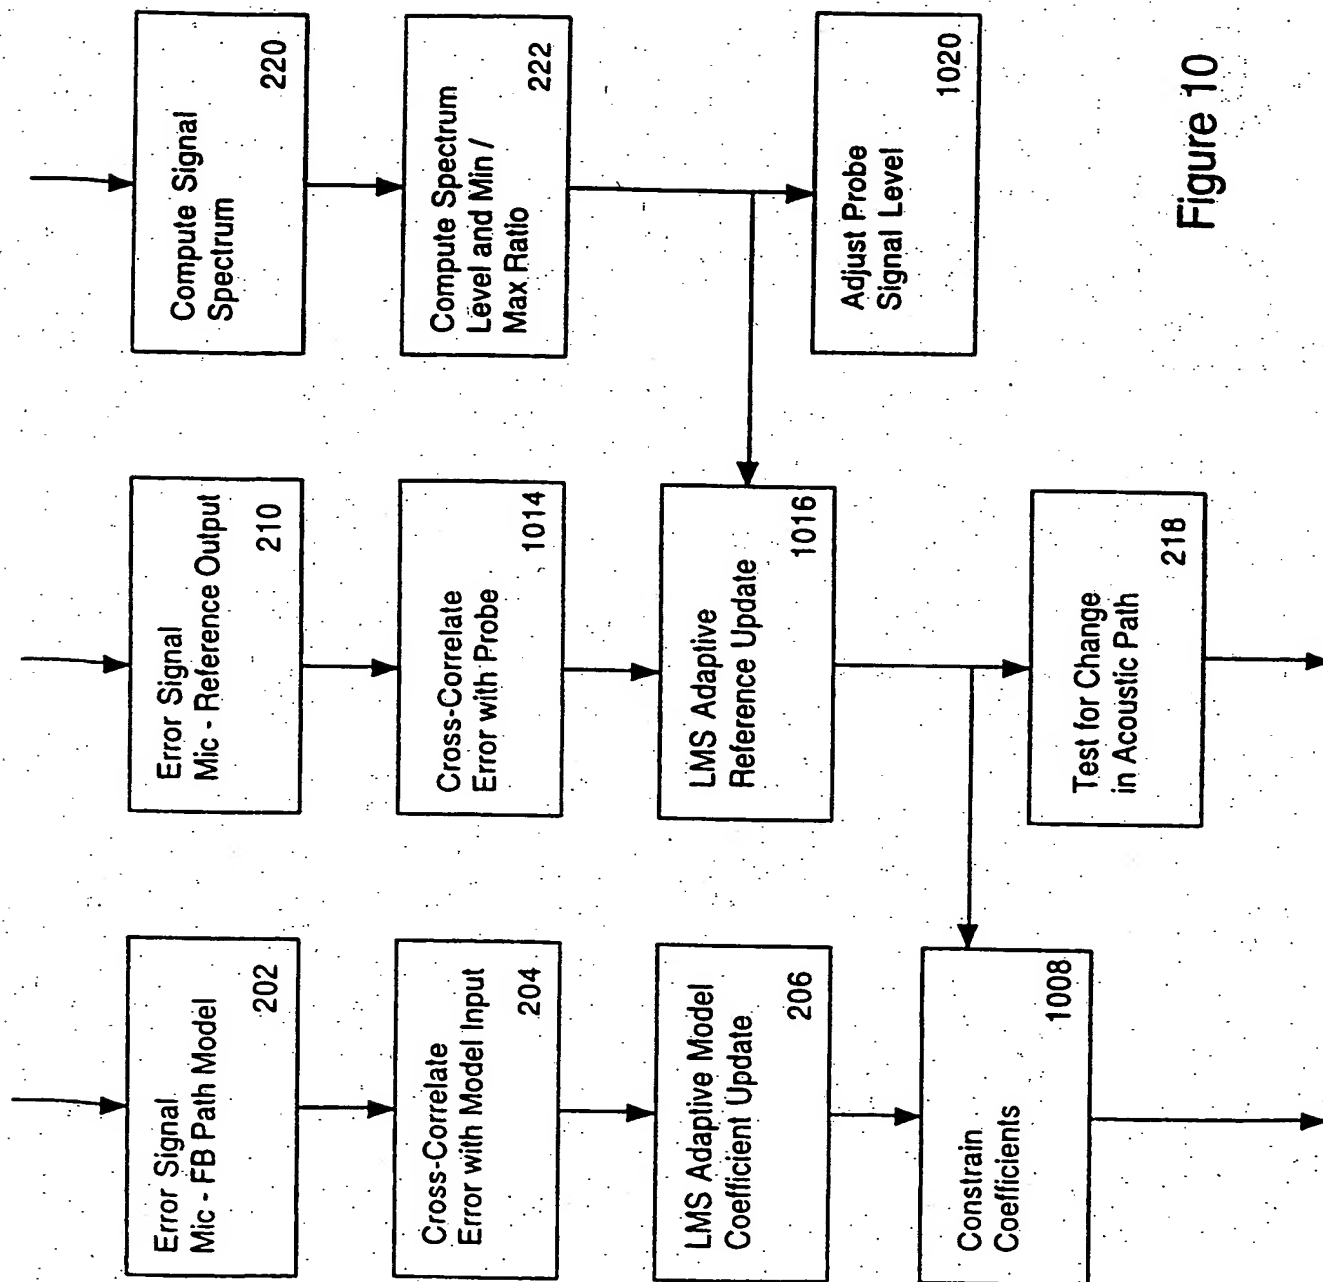 Error Signal
Mic - FB Path Model
202
Cross-Correlate
Error with Model Input
204
LMS Adaptive Model
Coefficient Update
206
Constrain
Coefficients
1008
Error Signal
Mic - Reference Output
210
Cross-Correlate
Error with Probe
1014
LMS Adaptive
Reference Update
1016
Test for Change
in Acoustic Path
218
Compute Signal
Spectrum
220
Compute Spectrum
Level and Min /
Max Ratio
222
Adjust Probe
Signal Level
1020
Figure 10